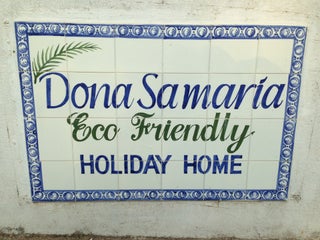 Dona Samaria
Eco Friendly
HOLIDAY HOME